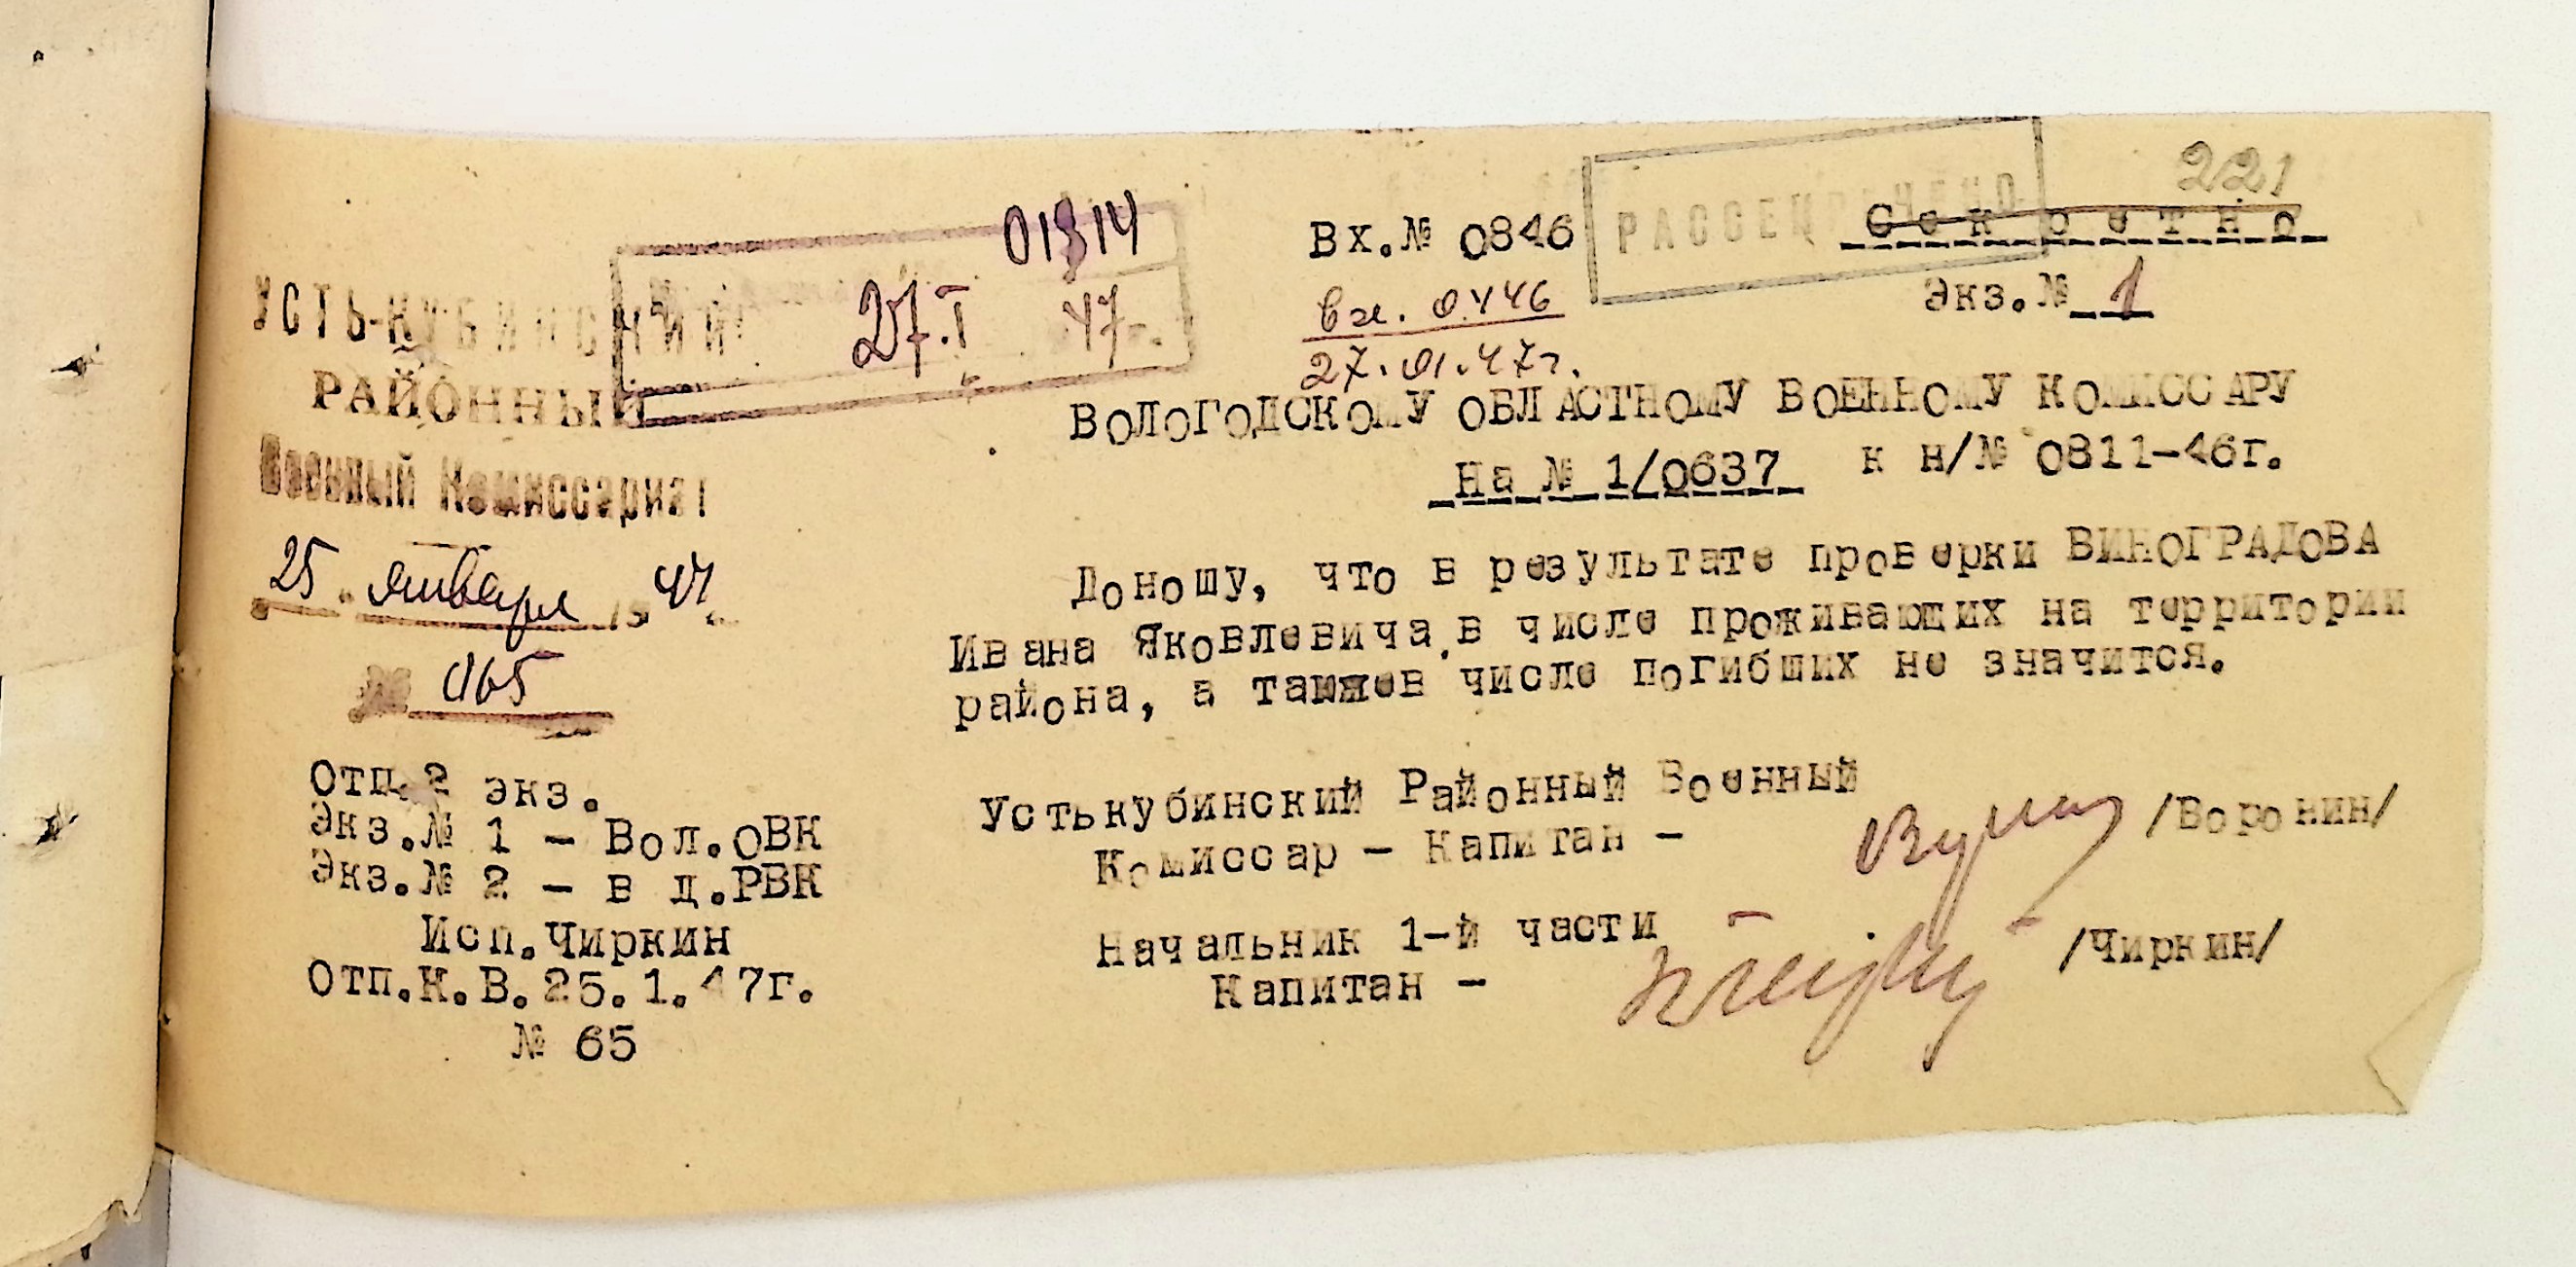 221
Вх.№ 0846
РАССЕКРЕЧЕНО
Секретно
Экз.№ 1
01314
27.I 47г.
вх. 0446
27.01.47г.
УСТЬ-КУБИНСКИЙ
РАЙОННЫЙ
Военный Комиссариат
25 января 1947
№ 065
Отп.2 экз.
Экз.№ 1 - Вол.оВК
Экз.№ 2 - в д.РВК
Исп.Чиркин
Отп.К.В.25.1.47г.
№ 65
ВОЛОГОДСКОМУ ОБЛАСТНОМУ ВОЕННОМУ КОМИССАРУ
На № 1/0637 к н/№ 0811-46г.
Доношу, что в результате проверки ВИНОГРАДОВА
Ивана Яковлевича в числе проживающих на территории
района, а такжев числе погибших не значится.
Устькубинский Районный Военный
Комиссар - Капитан - /Воронин/
Начальник 1-й части
Капитан - /Чиркин/